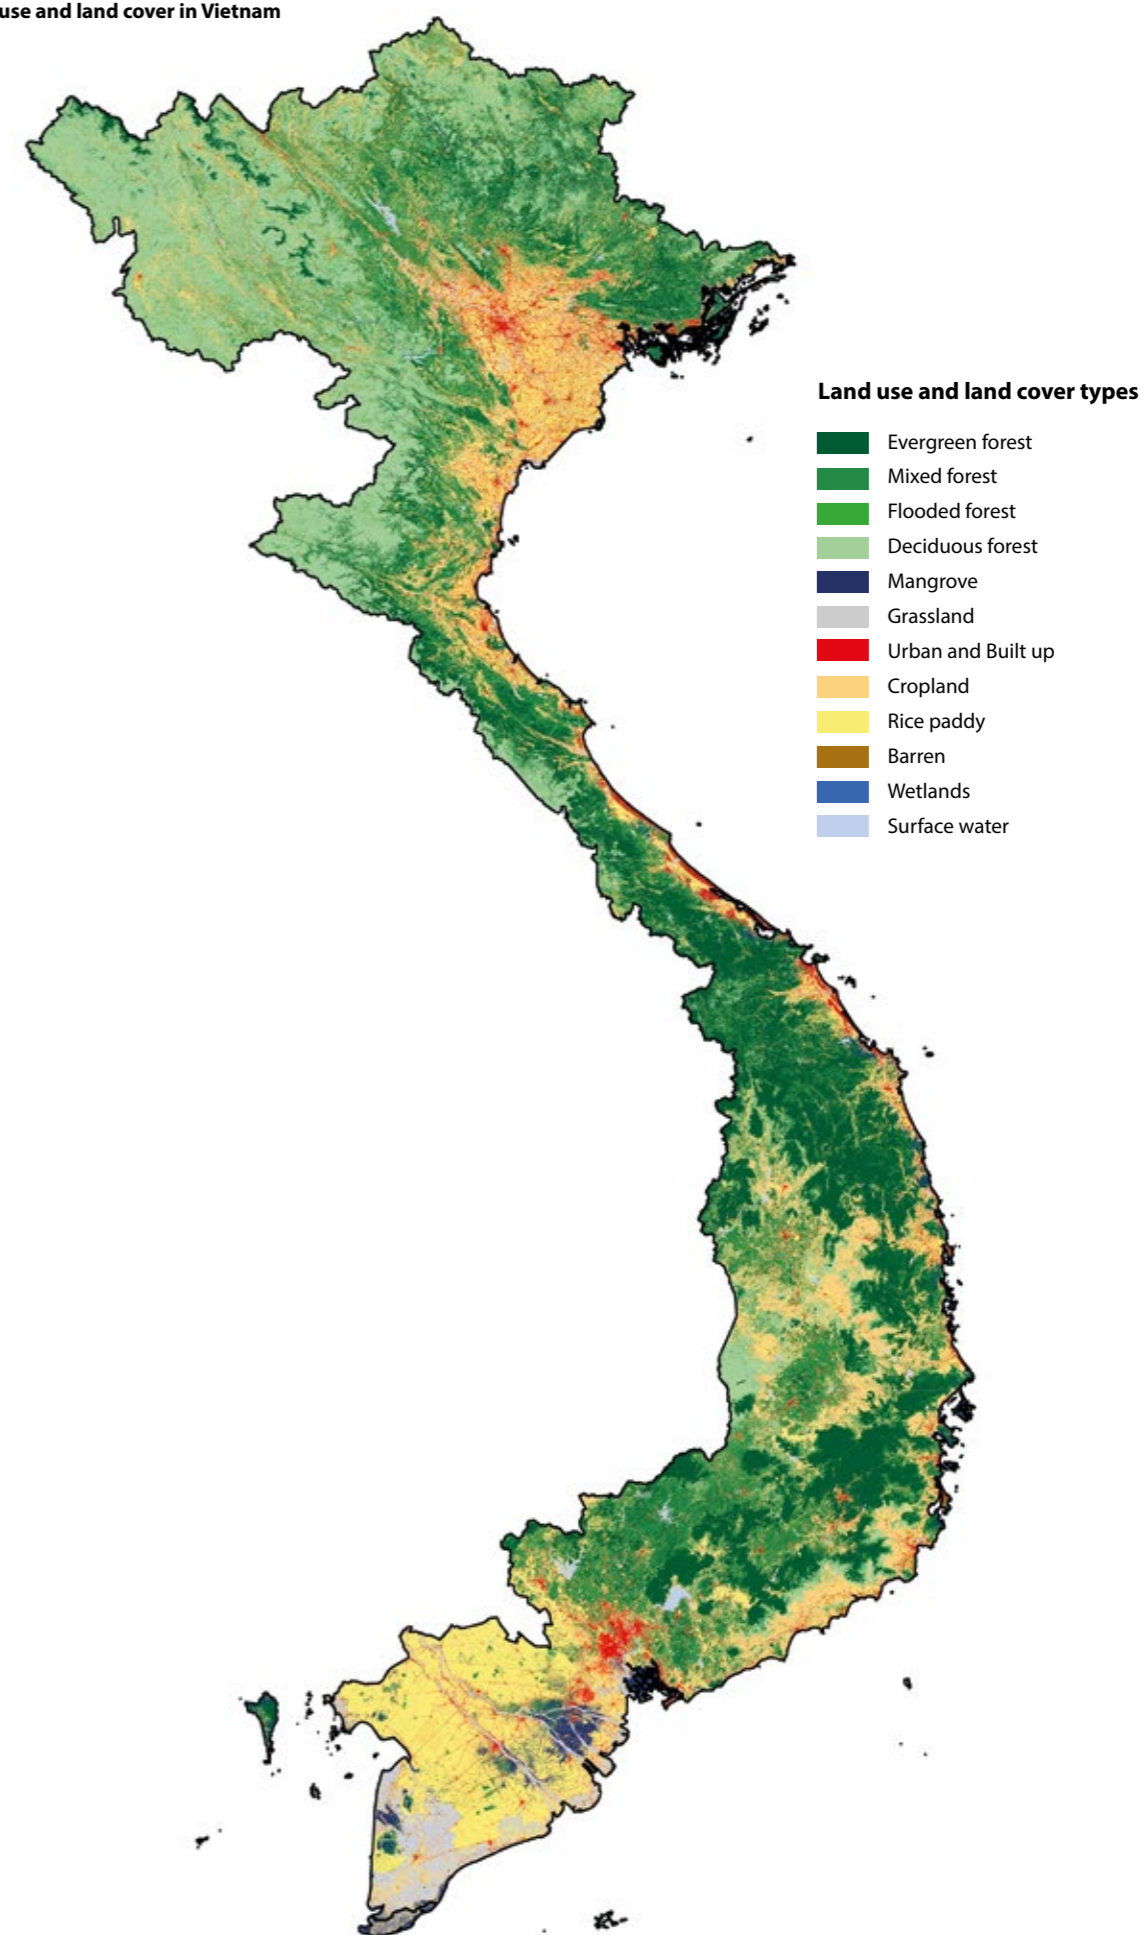 use and land cover in Vietnam
Land use and land cover types
Evergreen forest
Mixed forest
Flooded forest
Deciduous forest
Mangrove
Grassland
Urban and Built up
Cropland
Rice paddy
Barren
Wetlands
Surface water